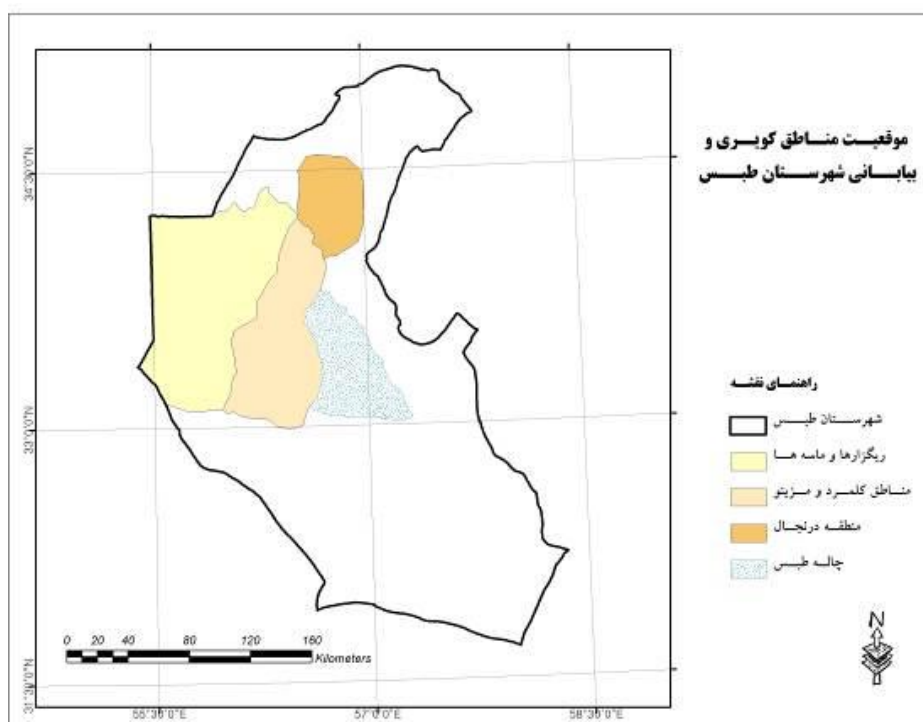 موقعیت مناطق کویری و
بیابانی شهرستان طبس
راهنمای نقشه
شهرستان طبس
ریگزارها و ماسه ها
مناطق کلمرد و مزینو
منطقه درنجال
چاله طبس
34°30'0"N
33°0'0"N
31°30'0"N
0 20 40 80 120 160
Kilometers
55°30'0"E 57°0'0"E 58°30'0"E
N